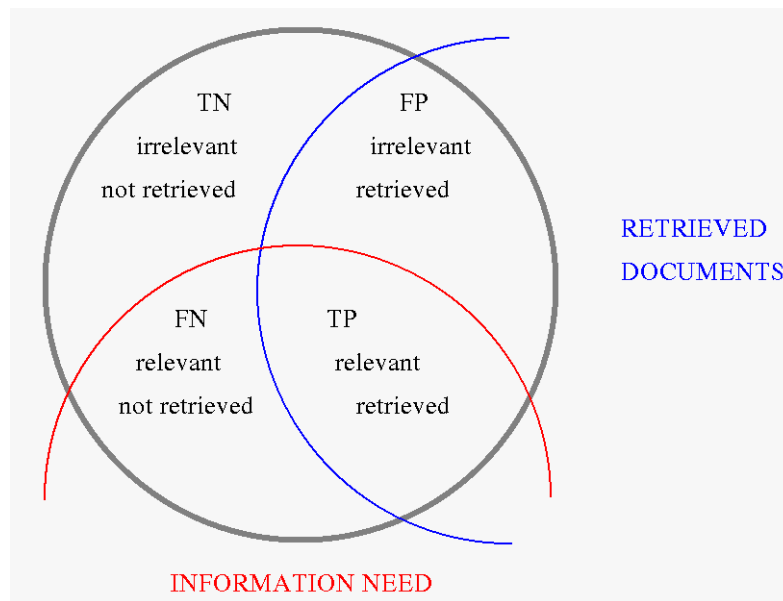 TN
irrelevant
not retrieved
FP
irrelevant
retrieved
RETRIEVED
DOCUMENTS
FN
relevant
not retrieved
TP
relevant
retrieved
INFORMATION NEED